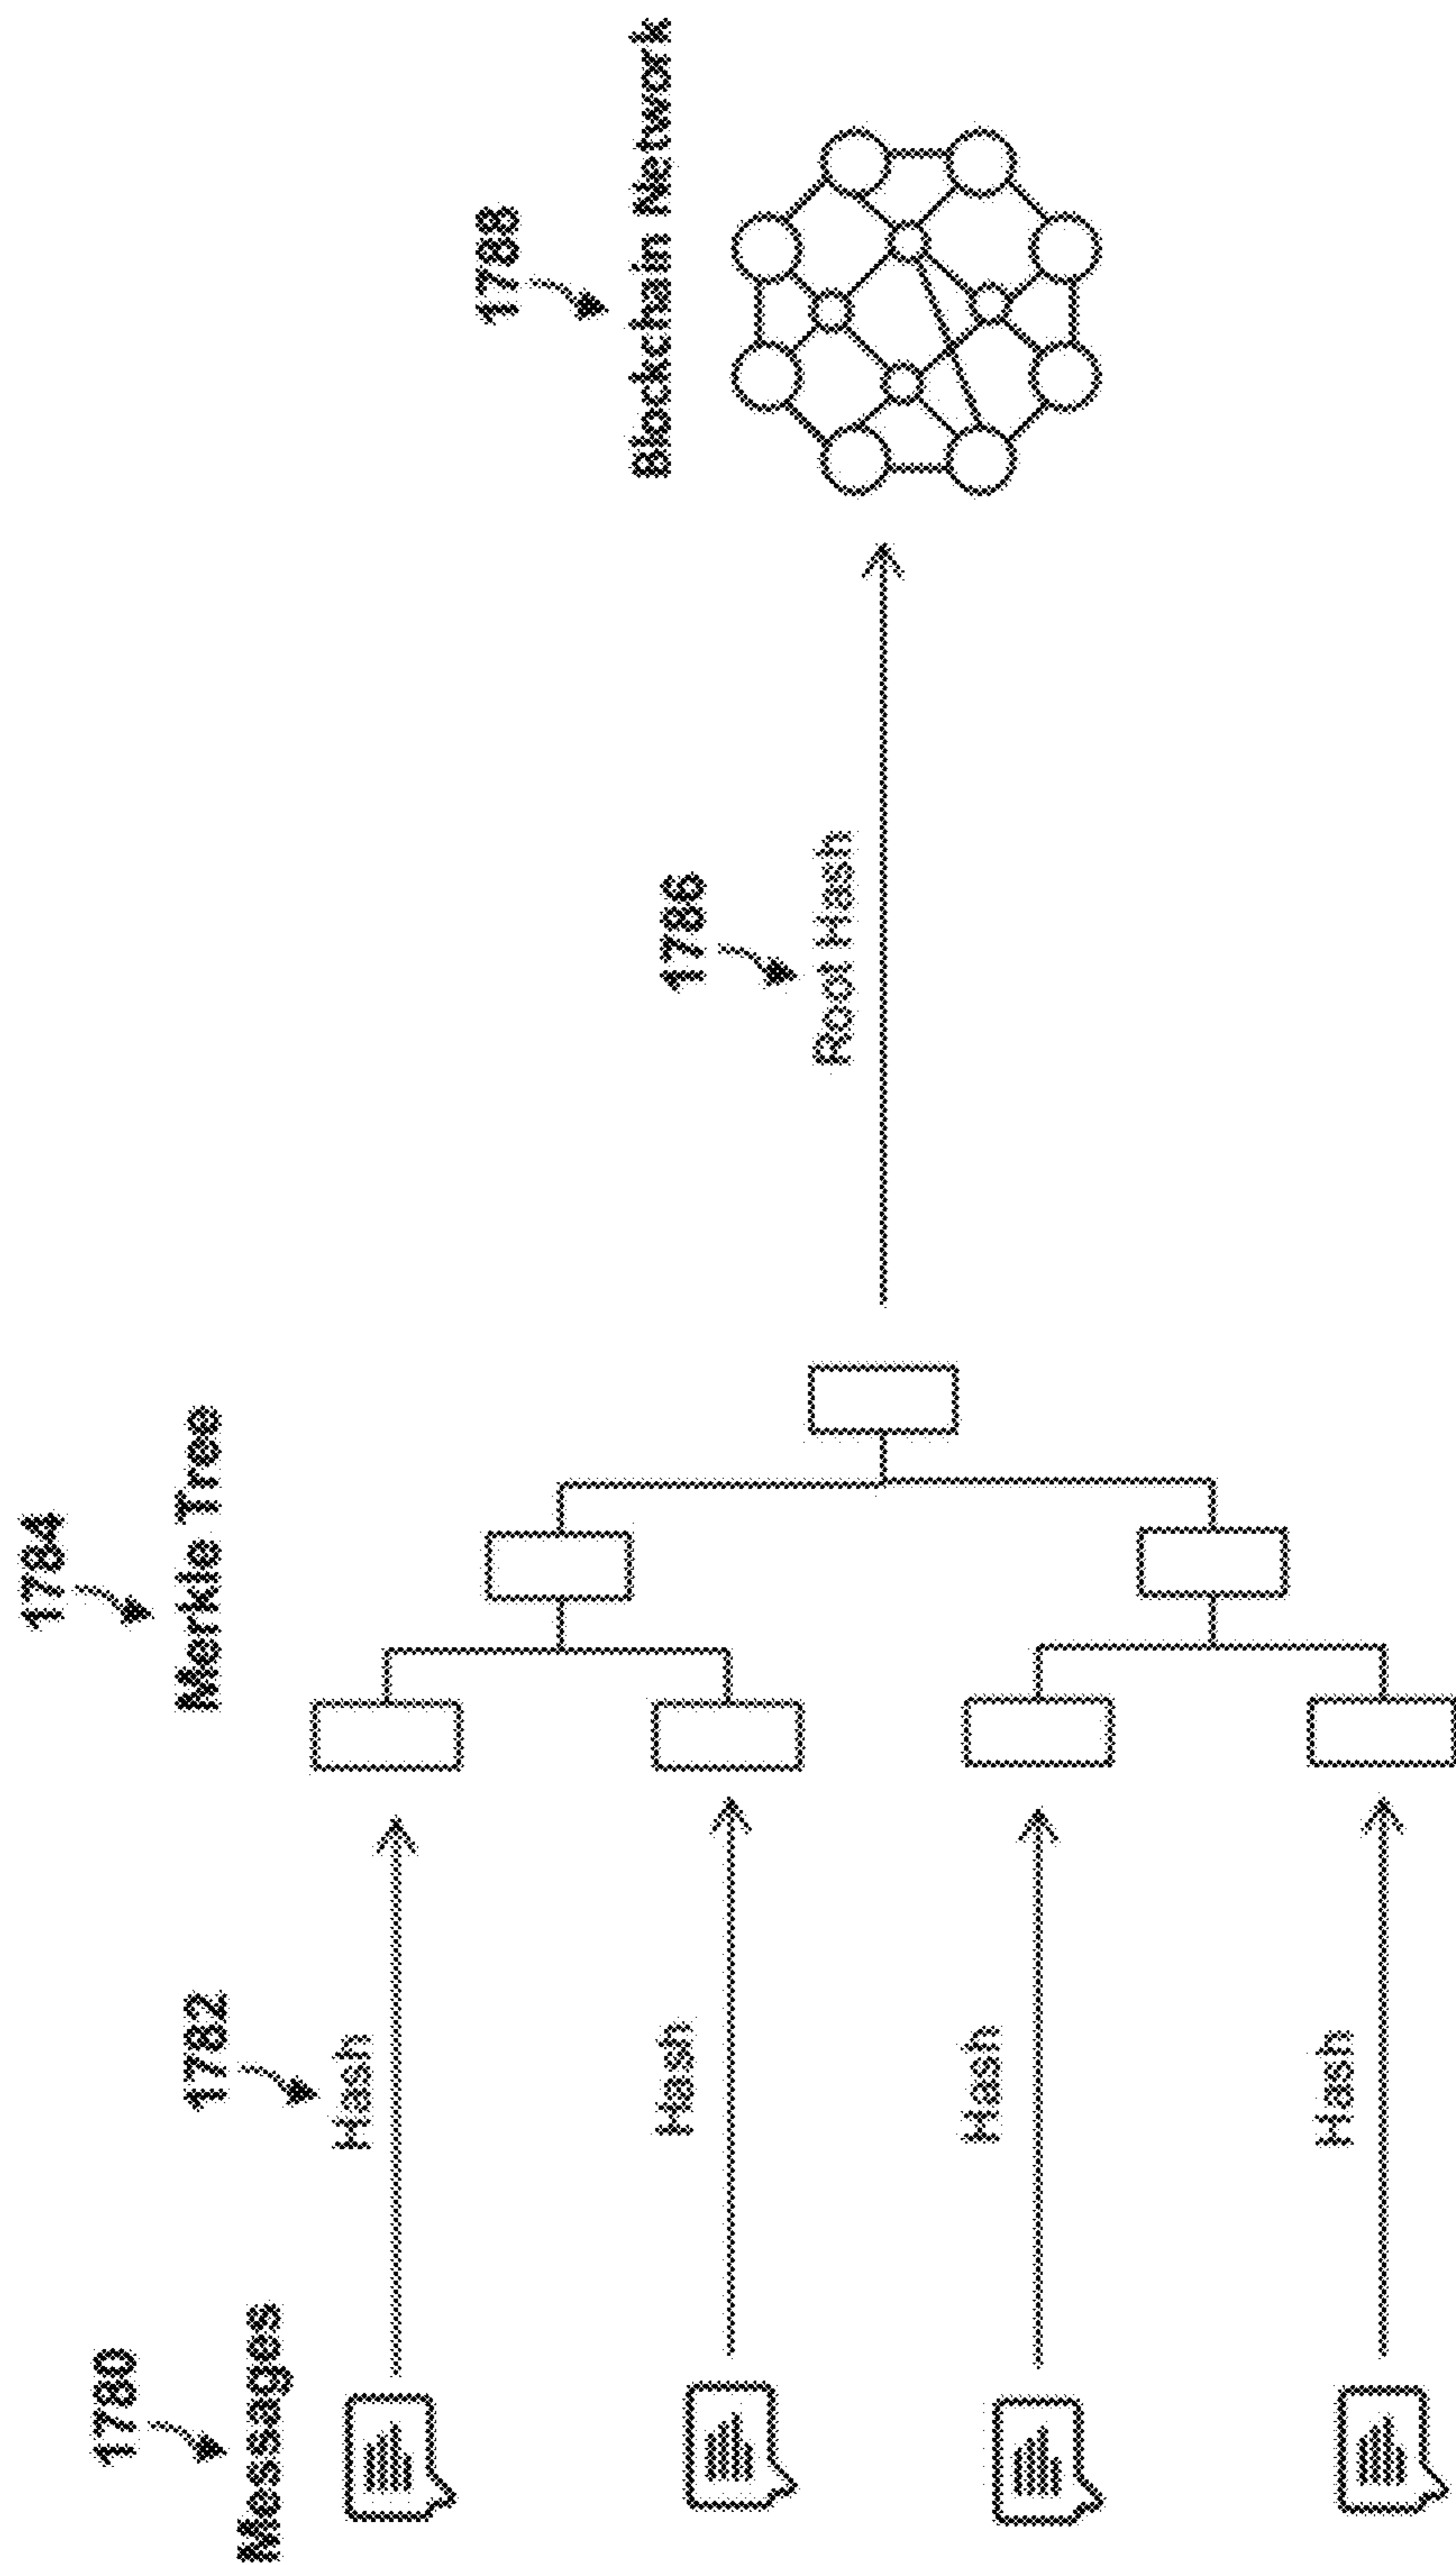 1780
Messages
1782
Hash
Hash
Hash
Hash
1784
Merkle Tree
1786
Root Hash
1788
Blockchain Network